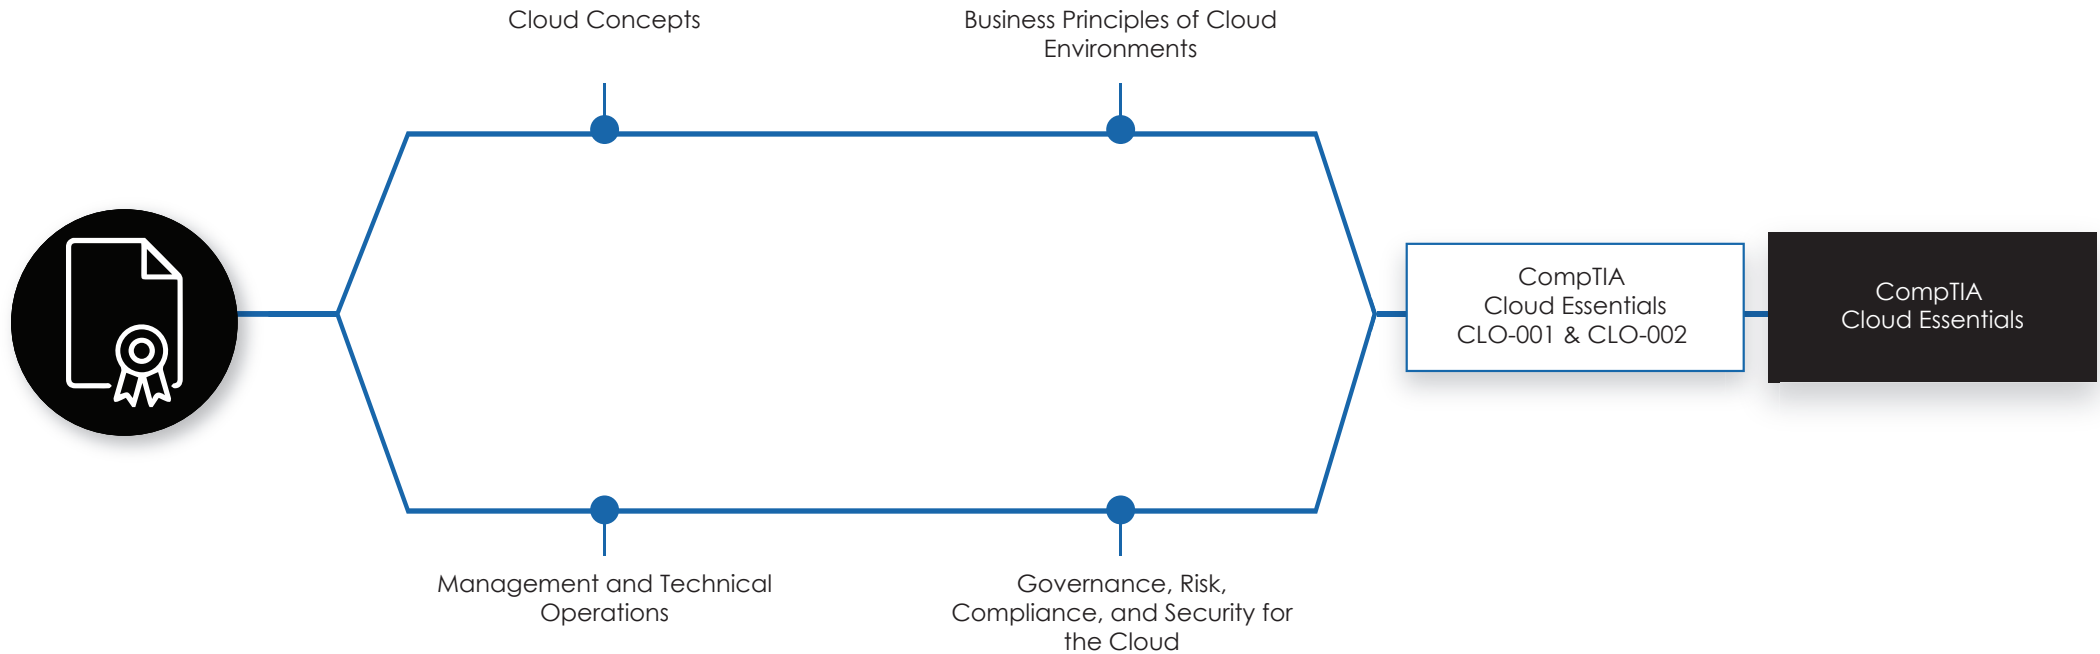 Cloud Concepts
Business Principles of Cloud
Environments
CompTIA
Cloud Essentials
CLO-001 & CLO-002
CompTIA
Cloud Essentials
Management and Technical
Operations
Governance, Risk,
Compliance, and Security for
the Cloud